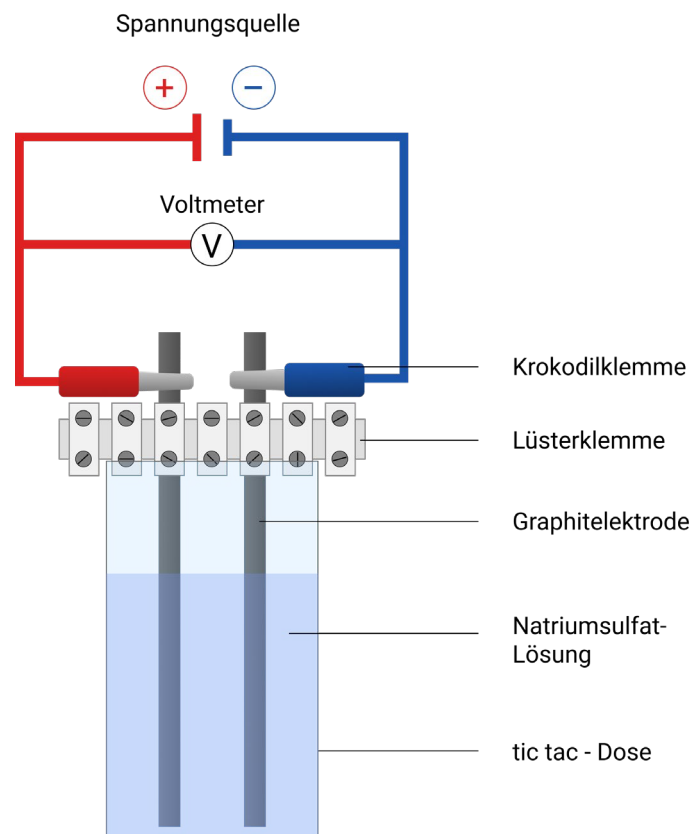 Spannungsquelle
+ −
Voltmeter
V
Krokodilklemme
Lüsterklemme
Graphitelektrode
Natriumsulfat-
Lösung
tic tac - Dose